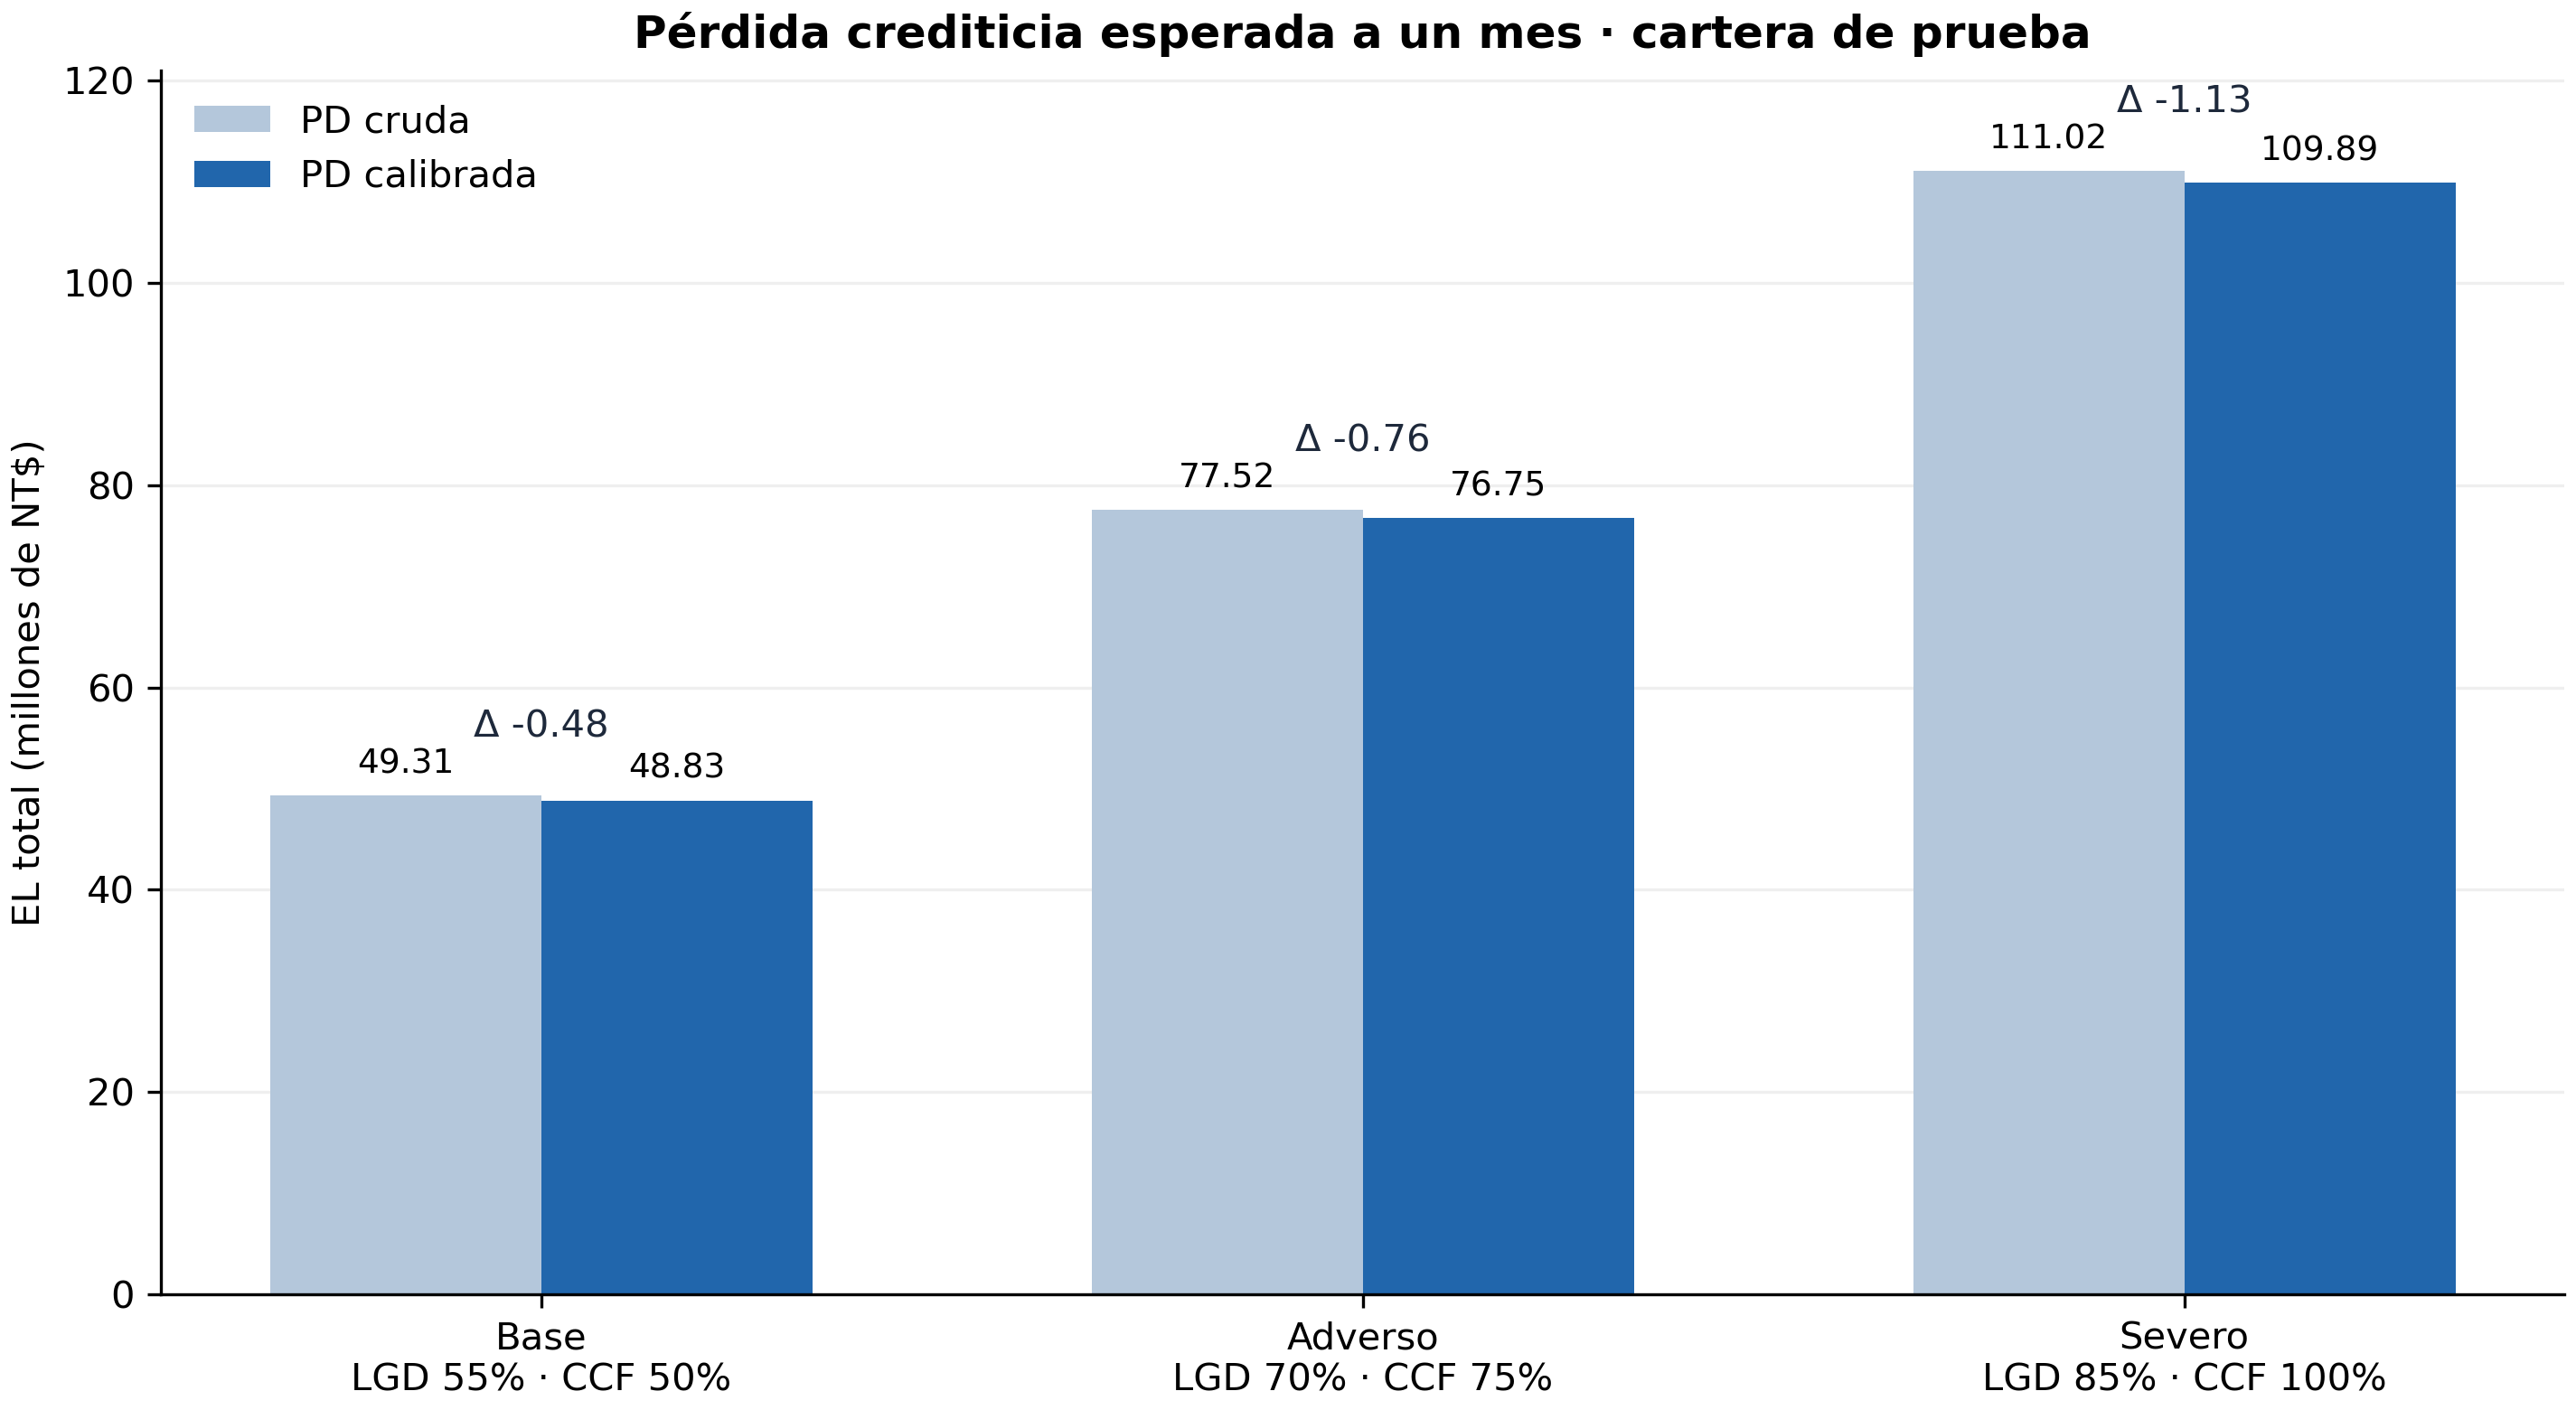 Pérdida crediticia esperada a un mes · cartera de prueba
PD cruda
PD calibrada
EL total (millones de NT$)
120
100
80
60
40
20
0
Δ -0.48
49.31
48.83
Δ -0.76
77.52
76.75
Δ -1.13
111.02
109.89
Base
LGD 55% · CCF 50%
Adverso
LGD 70% · CCF 75%
Severo
LGD 85% · CCF 100%